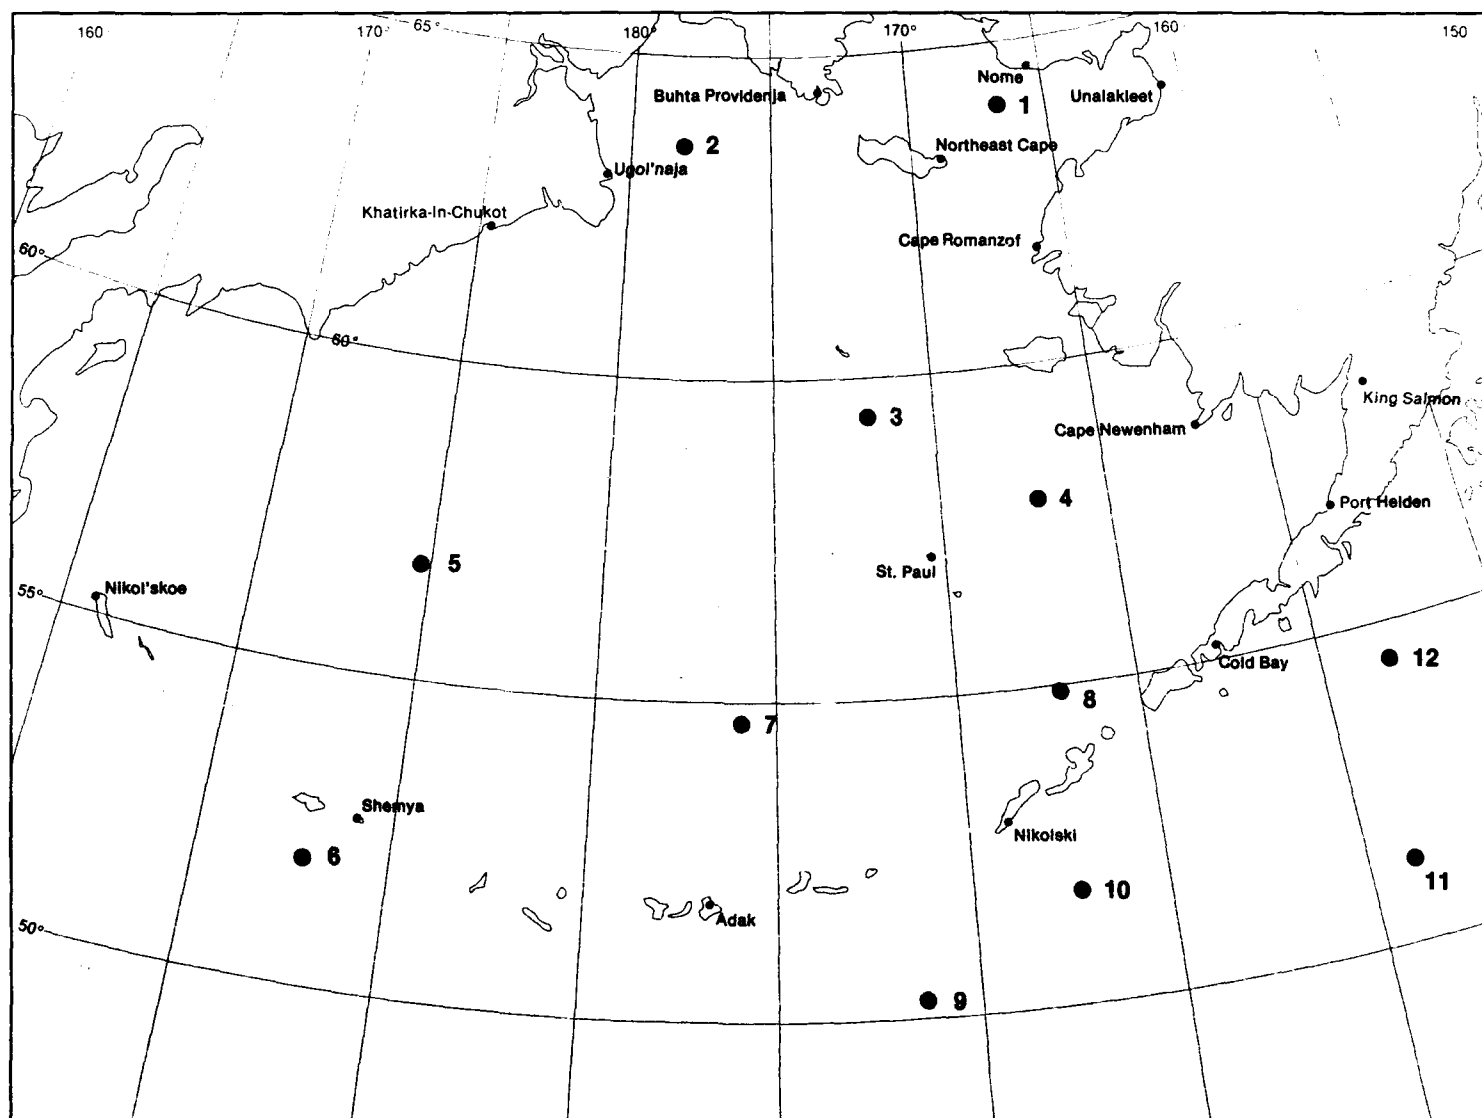 160
170°
65°
180°
170°
160
150
Nome
1
Unalakleet
Buhta Providenja
2
Northeast Cape
Ugol'naja
Khatirka-In-Chukot
Cape Romanzof
60°
60°
3
King Salmon
Cape Newenham
4
Port Heiden
5
St. Paul
Nikol'skoe
55°
Cold Bay
12
8
7
Shemya
Nikolski
6
11
10
Adak
50°
9